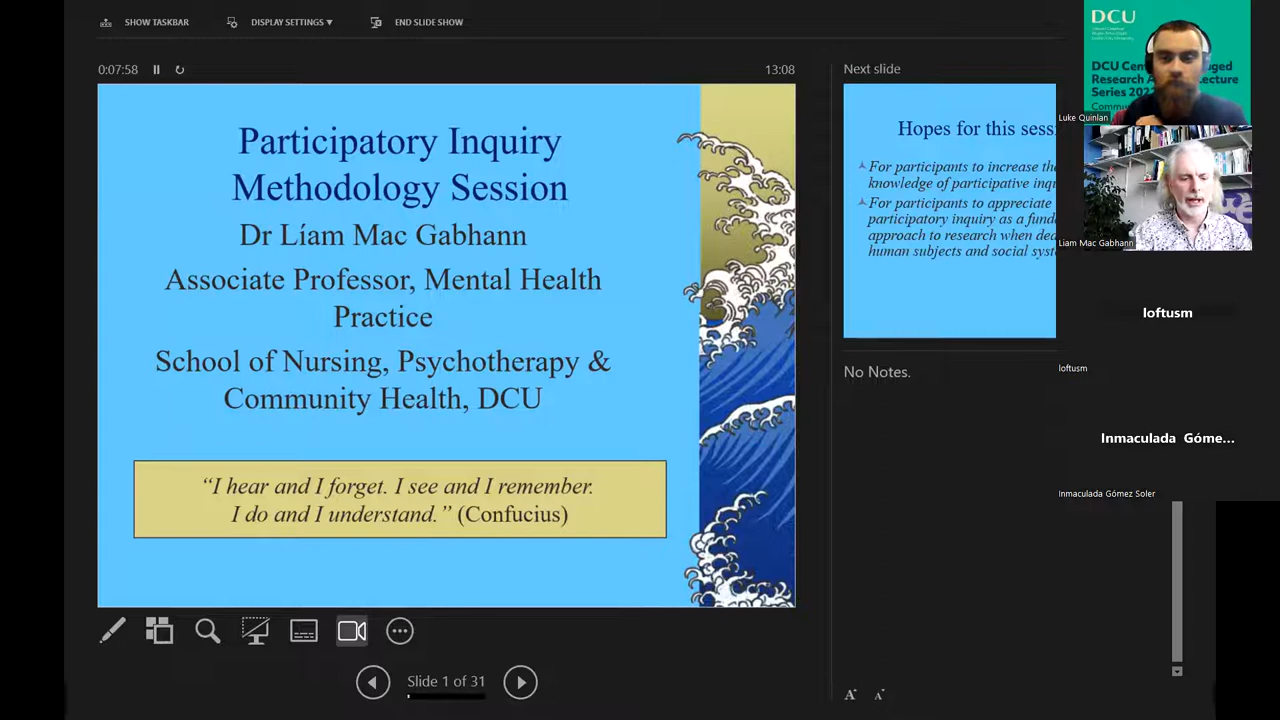 SHOW TASKBAR
DISPLAY SETTINGS ▼
END SLIDE SHOW
0:07:58
13:08
Participatory Inquiry
Methodology Session
Dr Líam Mac Gabhann
Associate Professor, Mental Health
Practice
School of Nursing, Psychotherapy &
Community Health, DCU
“I hear and I forget. I see and I remember.
I do and I understand.” (Confucius)
Slide 1 of 31
Next slide
Hopes for this sess
For participants to increase the
knowledge of participative inq
For participants to appreciate
participatory inquiry as a fund
approach to research when dea
human subjects and social syst
No Notes.
A A
DCU
DCU Cen ged
Research A ecture
Series 202
Commu
Luke Quinlan
Liam Mac Gabhann
loftusm
loftusm
Inmaculada Góme...
Inmaculada Gómez Soler